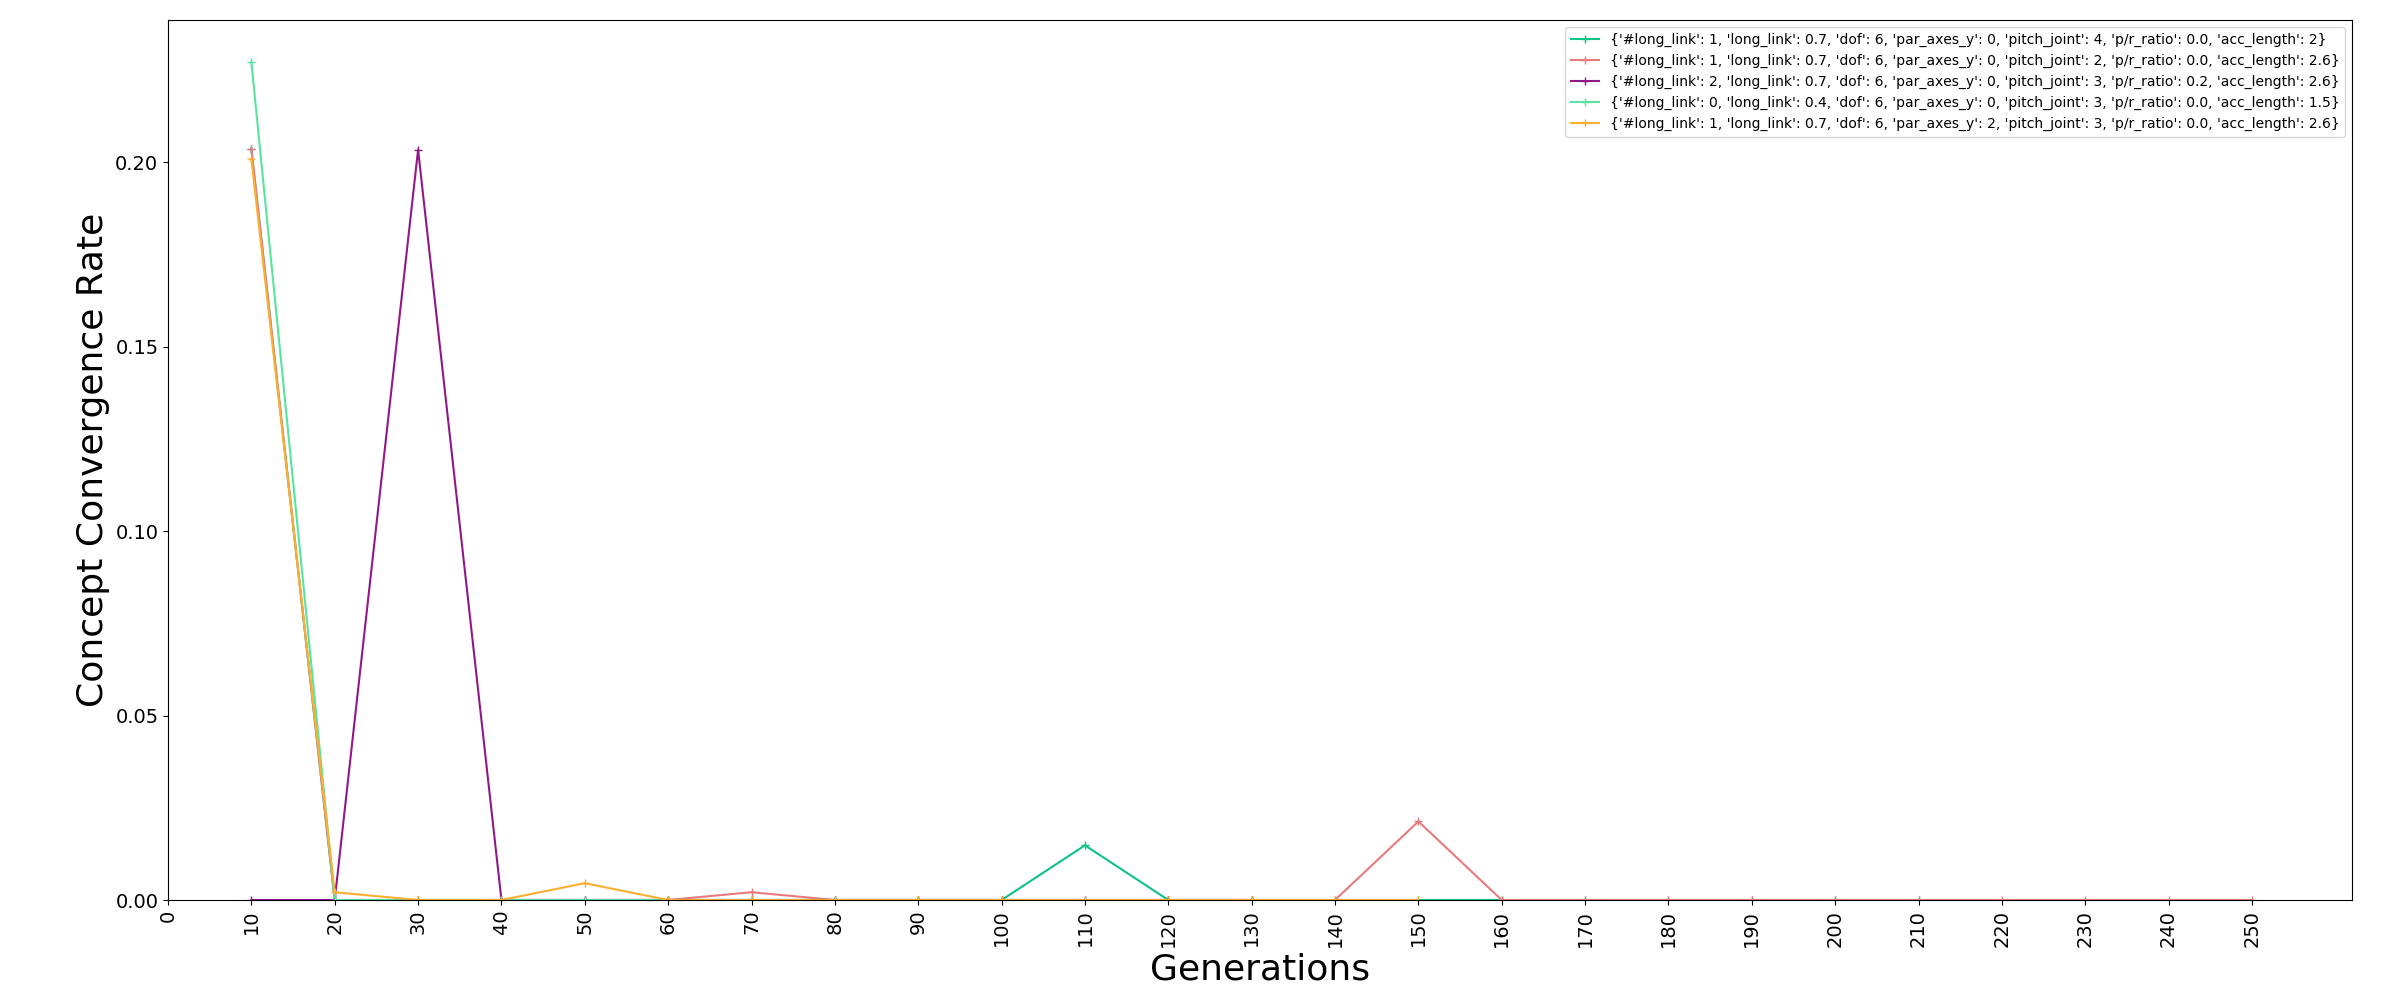 {'#long_link': 1, 'long_link': 0.7, 'dof': 6, 'par_axes_y': 0, 'pitch_joint': 4, 'p/r_ratio': 0.0, 'acc_length': 2}
{'#long_link': 1, 'long_link': 0.7, 'dof': 6, 'par_axes_y': 0, 'pitch_joint': 2, 'p/r_ratio': 0.0, 'acc_length': 2.6}
{'#long_link': 2, 'long_link': 0.7, 'dof': 6, 'par_axes_y': 0, 'pitch_joint': 3, 'p/r_ratio': 0.2, 'acc_length': 2.6}
{'#long_link': 0, 'long_link': 0.4, 'dof': 6, 'par_axes_y': 0, 'pitch_joint': 3, 'p/r_ratio': 0.0, 'acc_length': 1.5}
{'#long_link': 1, 'long_link': 0.7, 'dof': 6, 'par_axes_y': 2, 'pitch_joint': 3, 'p/r_ratio': 0.0, 'acc_length': 2.6}
Concept Convergence Rate
0.20
0.15
0.10
0.05
0.00
0 10 20 30 40 50 60 70 80 90 100 110 120 130 140 150 160 170 180 190 200 210 220 230 240 250
Generations